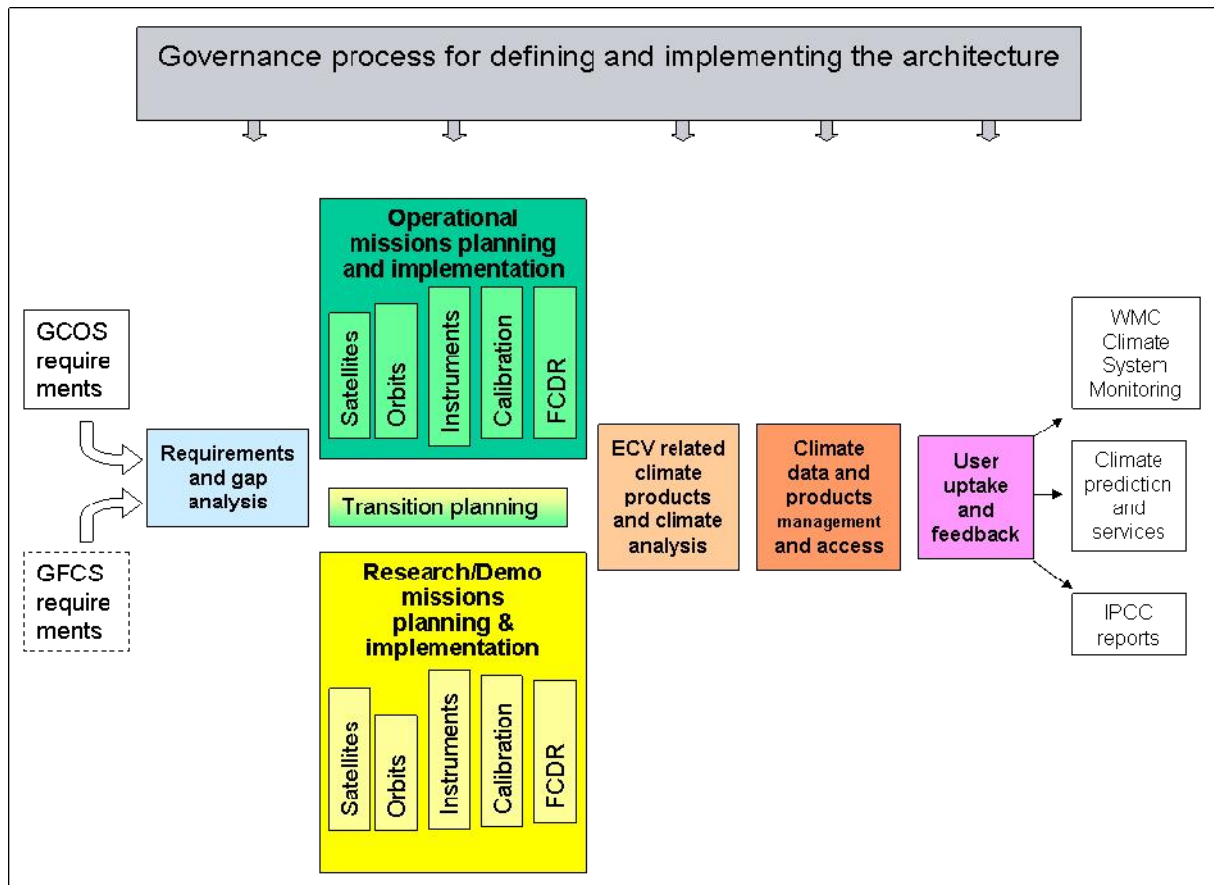 Governance process for defining and implementing the architecture
Operational
missions planning
and implementation
Satellites
Orbits
Instruments
Calibration
FCDR
GCOS
require
ments
Requirements
and gap
analysis
GFCS
require
ments
Transition planning
Research/Demo
missions
planning &
implementation
Satellites
Orbits
Instruments
Calibration
FCDR
ECV related
climate
products
and climate
analysis
Climate
data and
products
management
and access
User
uptake
and
feedback
WMC
Climate
System
Monitoring
Climate
prediction
and
services
IPCC
reports